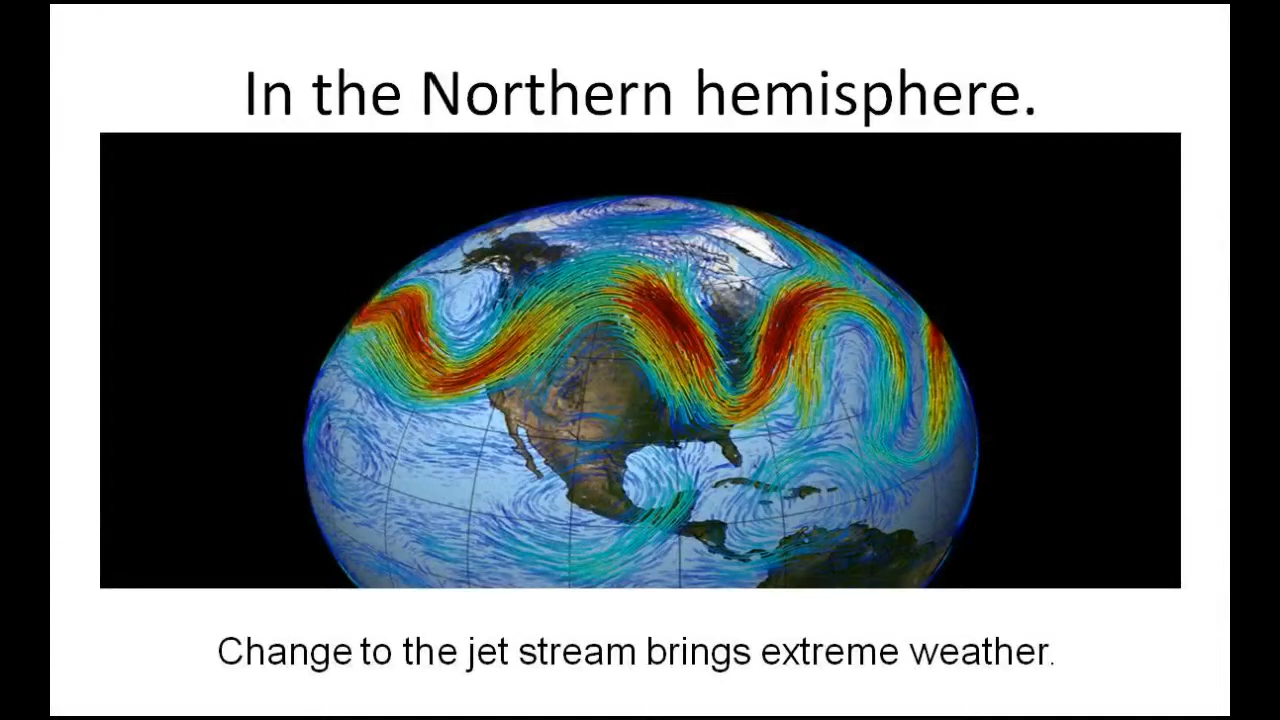 In the Northern hemisphere.
Change to the jet stream brings extreme weather.